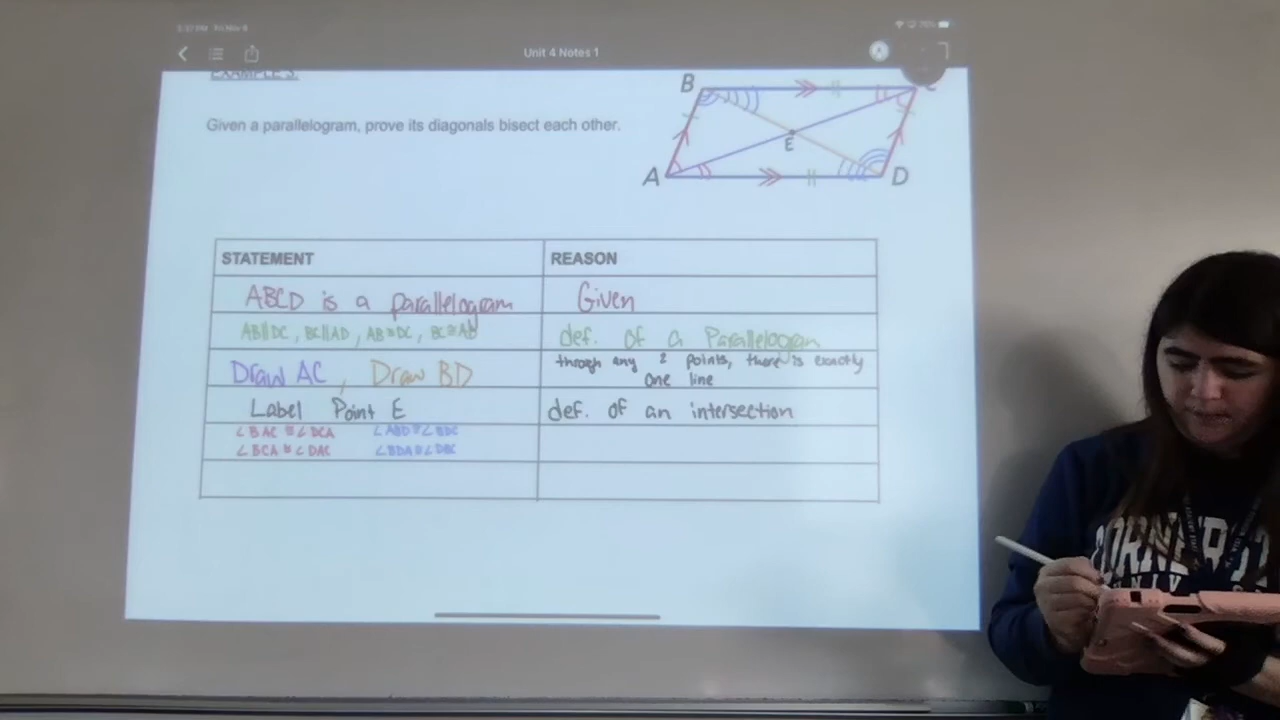 Unit 4 Notes 1
EXAMPLES:
Given a parallelogram, prove its diagonals bisect each other.
B
E
A
D
STATEMENT REASON
ABCD is a parallelogram Given
AB∥DC, BC∥AD, AB≅DC, BC≅AD def. of a Parallelogram
Draw AC, Draw BD through any 2 points, there is exactly
one line
Label Point E def. of an intersection
∠BAC ≅ ∠DCA ∠ABD ≅ ∠BDC
∠BCA ≅ ∠DAC ∠BDA ≅ ∠DBC